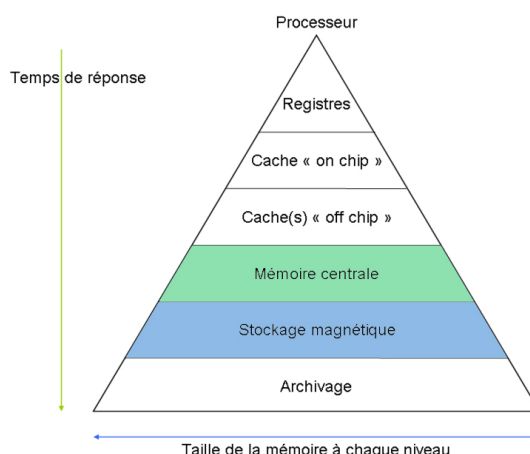 Processeur
Temps de réponse
Registres
Cache « on chip »
Cache(s) « off chip »
Mémoire centrale
Stockage magnétique
Archivage
Taille de la mémoire à chaque niveau